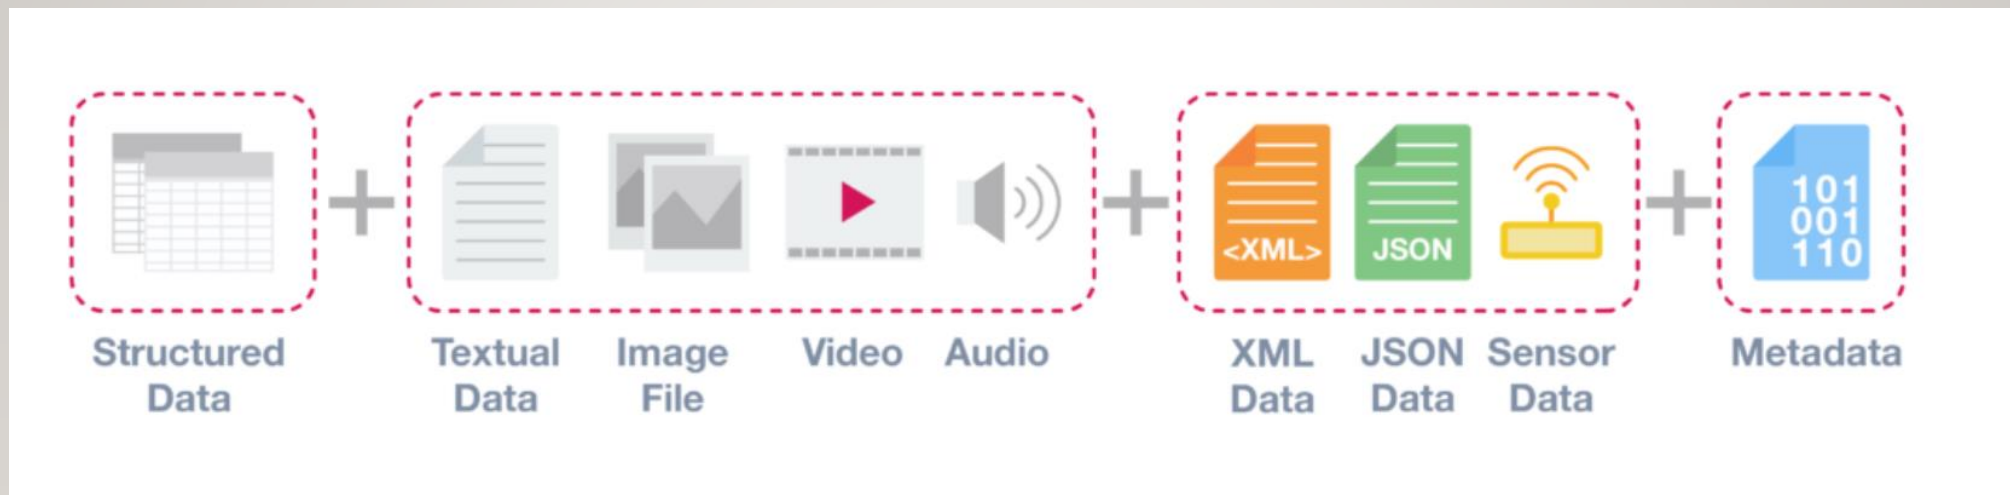 <XML>
JSON
101
001
110
Structured
Data
Textual
Data
Image
File
Video
Audio
XML
Data
JSON
Data
Sensor
Data
Metadata